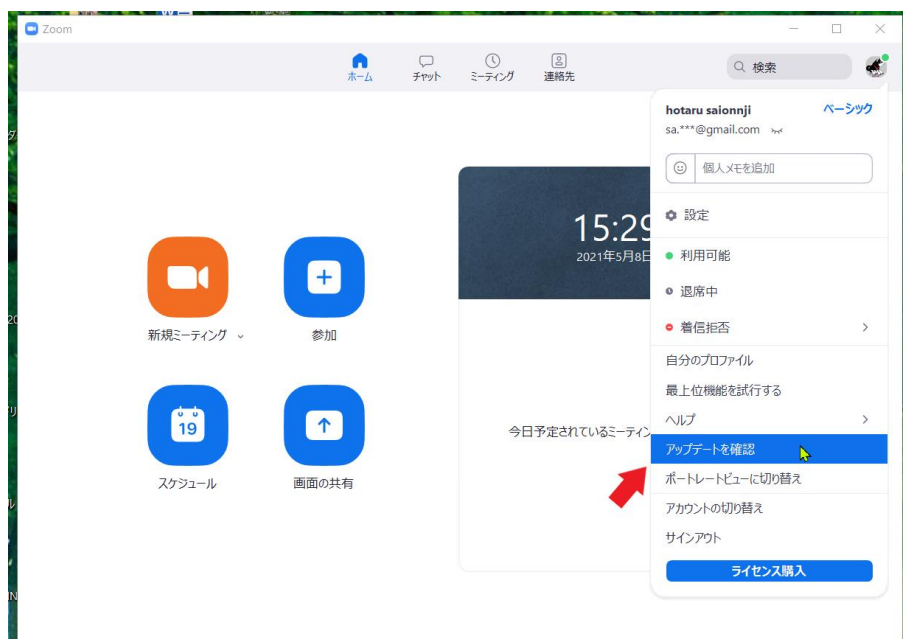 Zoom
ホーム チャット ミーティング 連絡先
検索
hotaru saionnji ベーシック
sa.***@gmail.com
個人メモを追加
設定
利用可能
退席中
着信拒否
自分のプロファイル
最上位機能を試行する
ヘルプ
アップデートを確認
ポートレートビューに切り替え
アカウントの切り替え
サインアウト
ライセンス購入
15:29
2021年5月8日
新規ミーティング 参加
19
スケジュール 画面の共有
今日予定されているミーティン